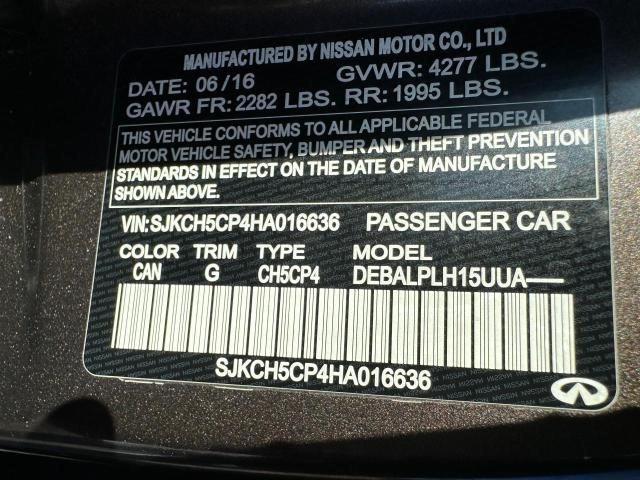 MANUFACTURED BY NISSAN MOTOR CO., LTD
DATE: 06/16 GVWR: 4277 LBS.
GAWR FR: 2282 LBS. RR: 1995 LBS.
THIS VEHICLE CONFORMS TO ALL APPLICABLE FEDERAL
MOTOR VEHICLE SAFETY, BUMPER AND THEFT PREVENTION
STANDARDS IN EFFECT ON THE DATE OF MANUFACTURE
SHOWN ABOVE.
VIN:SJKCH5CP4HA016636 PASSENGER CAR
COLOR TRIM TYPE MODEL
CAN G CH5CP4 DEBALPLH15UUA
SJKCH5CP4HA016636